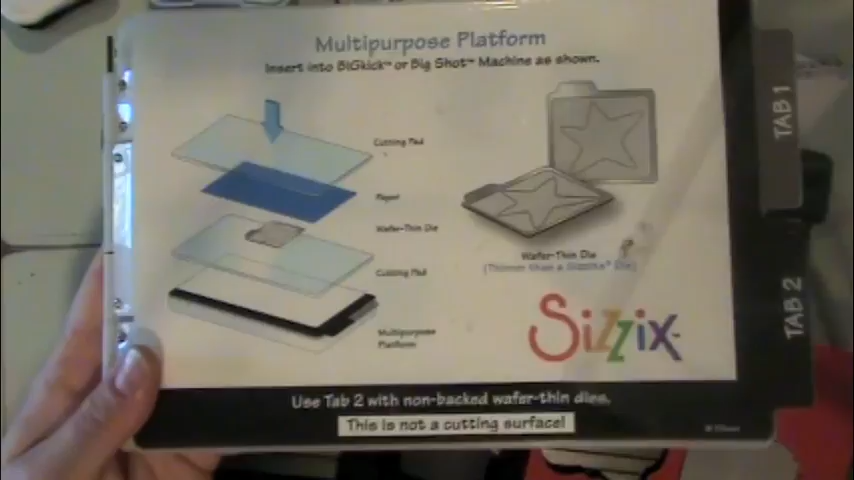 Multipurpose Platform
Insert into BIGkick™ or Big Shot™ Machine as shown.
TAB 1
Cutting Pad
Paper
Wafer-Thin Die
Cutting Pad
Multipurpose
Platform
Wafer-Thin Die
(Thinner than a Sizzix® Die)
Sizzix™
TAB 2
Use Tab 2 with non-backed wafer-thin dies.
This is not a cutting surface!